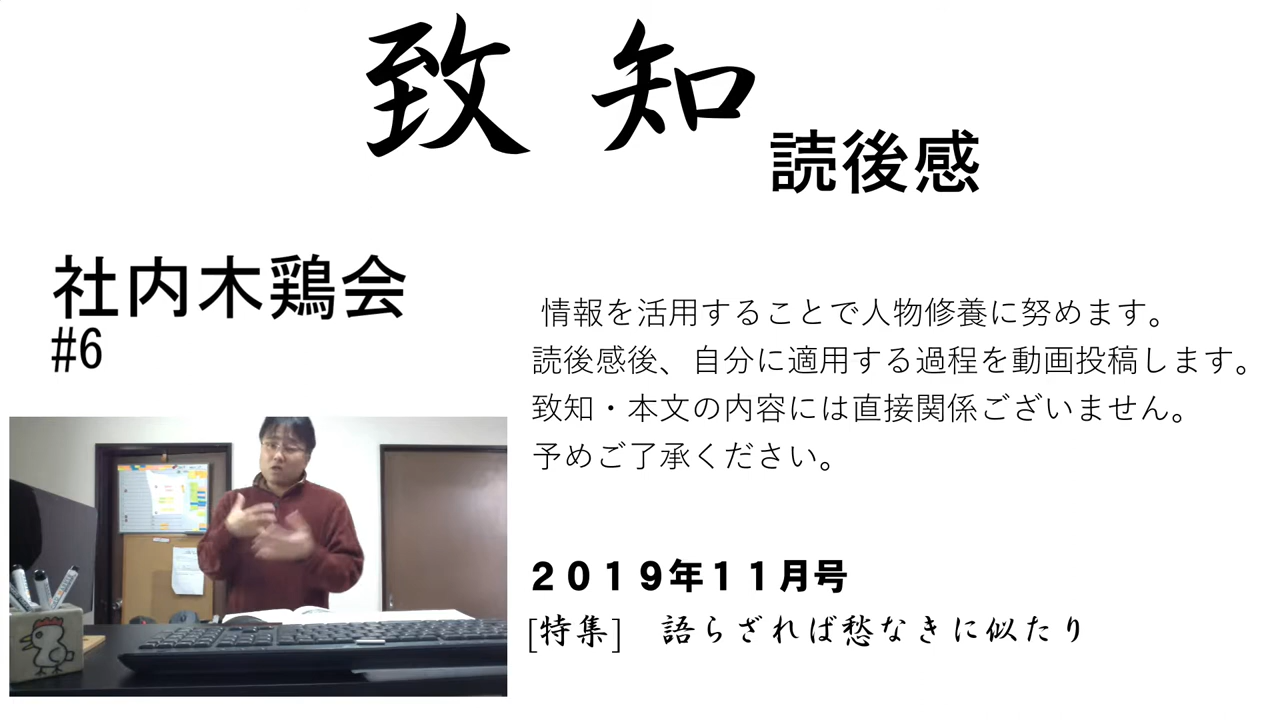 致知
読後感
社内木鶏会
#6
情報を活用することで人物修養に努めます。
読後感後、自分に適用する過程を動画投稿します。
致知・本文の内容には直接関係ございません。
予めご了承ください。
２０１９年１１月号
[特集]　語らざれば愁なきに似たり